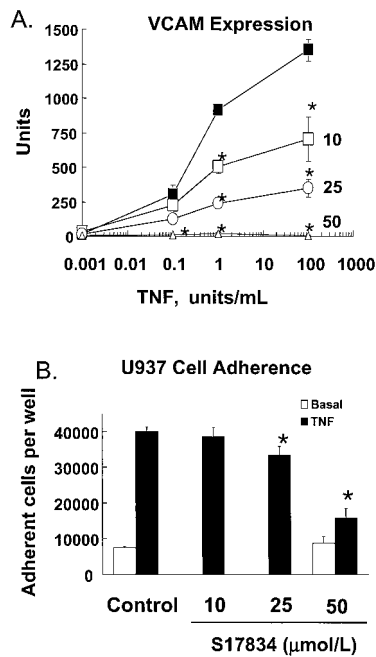 A.
VCAM Expression
1500
1250
1000
750
500
250
0
Units
*
*
*
*
*
*
*
10
25
50
0.001 0.01 0.1 1 10 100 1000
TNF, units/mL
B.
U937 Cell Adherence
Basal
TNF
40000
30000
20000
10000
0
Adherent cells per well
*
*
Control 10 25 50
S17834 (µmol/L)